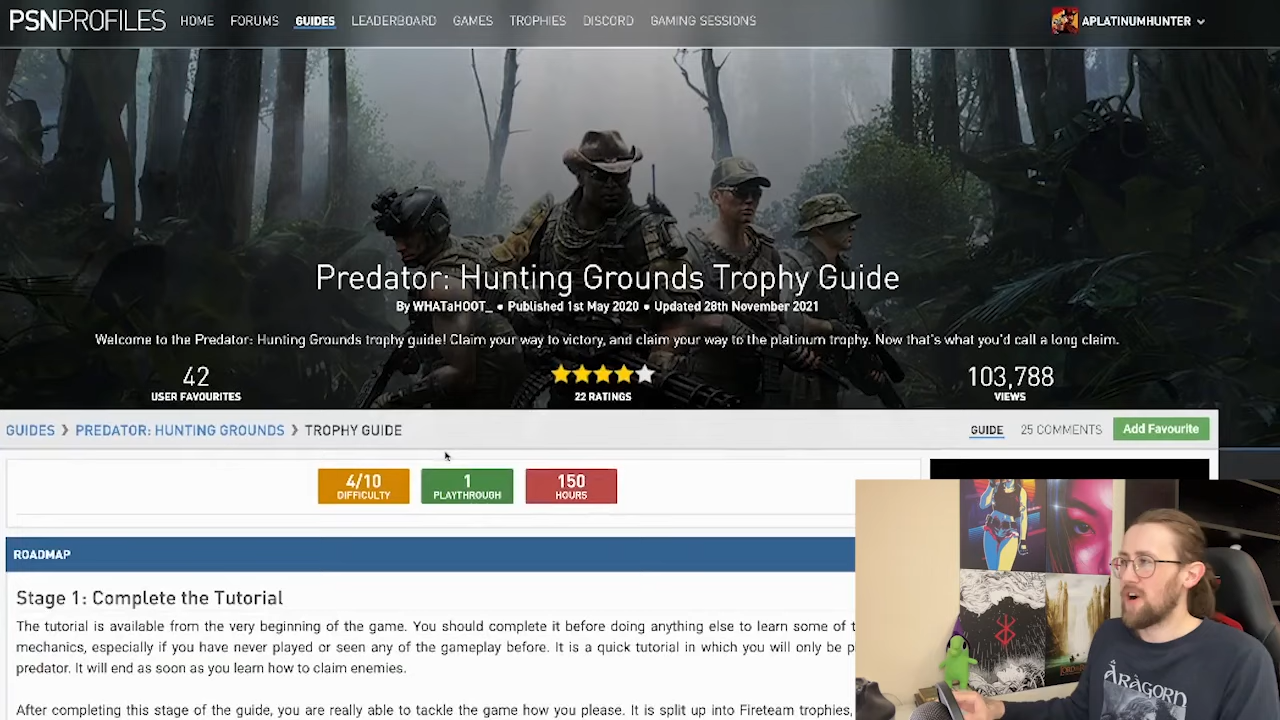 PSNPROFILES HOME FORUMS GUIDES LEADERBOARD GAMES TROPHIES DISCORD GAMING SESSIONS APLATINUMHUNTER
Predator: Hunting Grounds Trophy Guide
By WHATaHOOT_ • Published 1st May 2020 • Updated 28th November 2021
Welcome to the Predator: Hunting Grounds trophy guide! Claim your way to victory, and claim your way to the platinum trophy. Now that's what you'd call a long claim.
42
USER FAVOURITES
22 RATINGS
103,788
VIEWS
GUIDES > PREDATOR: HUNTING GROUNDS > TROPHY GUIDE
GUIDE 25 COMMENTS Add Favourite
4/10
DIFFICULTY
1
PLAYTHROUGH
150
HOURS
ROADMAP
Stage 1: Complete the Tutorial
The tutorial is available from the very beginning of the game. You should complete it before doing anything else to learn some of t
mechanics, especially if you have never played or seen any of the gameplay before. It is a quick tutorial in which you will only be p
predator. It will end as soon as you learn how to claim enemies.
After completing this stage of the guide, you are really able to tackle the game how you please. It is split up into Fireteam trophies,
ARAGORN